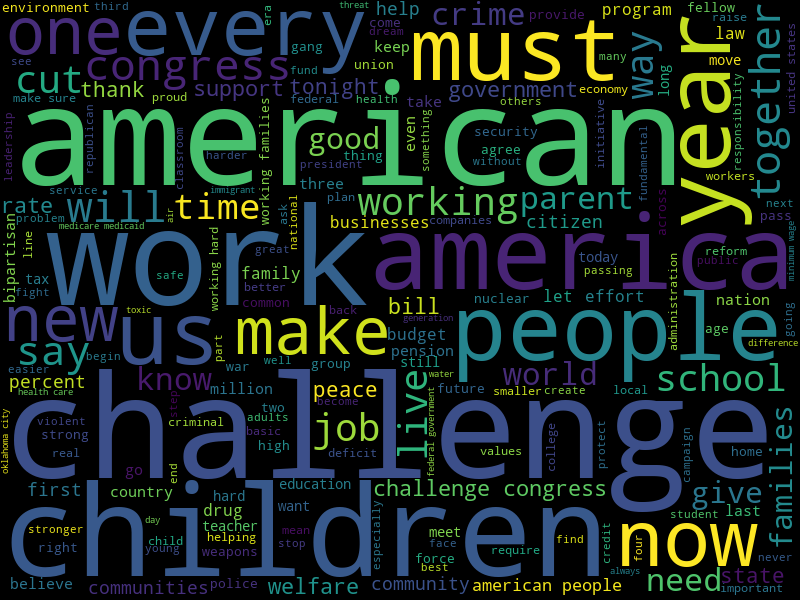 environment third
one every
threat
era
help
crime
program
provide
fellow
raise
come
dream
must
year
way
law
move
together
united states
see
congress
gang
keep
union
many
cut
thank
fund
support tonight
government
long
make sure
proud
federal
health
take
others
economy
leadership
republican
american
classroom
harder
working families
good
thing
even
something
security
agree
without
initiative
fundamental
responsibility
workers
president
service
immigrant
three
plan
working
parent
rate
will
time
air
ask
national
businesses
companies
citizen
across
next
pass
problem
medicare medicaid
bipartisan
line
tax
fight
work
america
great
today
passing
reform
public
minimum wage
safe
working hard
family
better
common
nuclear
let effort
administration
nation
age
going
toxic
new
us
back
bill
generation
people
difference
say
begin
part
make
budget
pension
easier
percent
war
well
group
still
health care
know
million
step
peace
become
water
world
future
smaller
create
local
school
challenge
violent
strong
real
criminal
two
adults
basic
high
job
deficit
live
federal government
values
college
protect
campaign
home
families
oklahoma city
go
end
first
country
hard
education
want
challenge congress
give
student
last
children
drug
teacher
especially
meet
face
force
best
require
credit
find
now
four
never
stronger
right
day
child
young
helping
mean
stop
weapons
believe
communities
police
welfare
community
american people
always
need
state
important